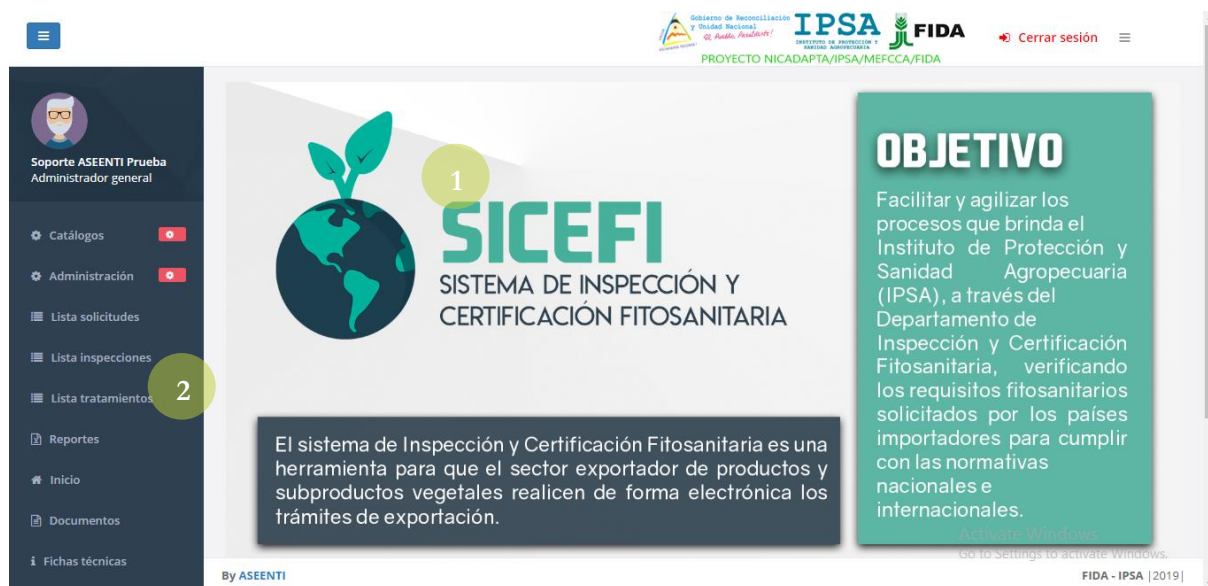 Gobierno de Reconciliación
y Unidad Nacional
El Pueblo, Presidente!
IPSA
INSTITUTO DE PROTECCIÓN Y
SANIDAD AGROPECUARIA
FIDA
PROYECTO NICADAPTA/IPSA/MEFCCA/FIDA
Cerrar sesión
Soporte ASEENTI Prueba
Administrador general
Catálogos
Administración
Lista solicitudes
Lista inspecciones
Lista tratamientos
Reportes
Inicio
Documentos
Fichas técnicas
1
2
SICEFI
SISTEMA DE INSPECCIÓN Y
CERTIFICACIÓN FITOSANITARIA
El sistema de Inspección y Certificación Fitosanitaria es una
herramienta para que el sector exportador de productos y
subproductos vegetales realicen de forma electrónica los
trámites de exportación.
OBJETIVO
Facilitar y agilizar los
procesos que brinda el
Instituto de Protección y
Sanidad Agropecuaria
(IPSA), a través del
Departamento de
Inspección y Certificación
Fitosanitaria, verificando
los requisitos fitosanitarios
solicitados por los países
importadores para cumplir
con las normativas
nacionales e
internacionales.
Activate Windows
Go to Settings to activate Windows.
By ASEENTI
FIDA - IPSA |2019|